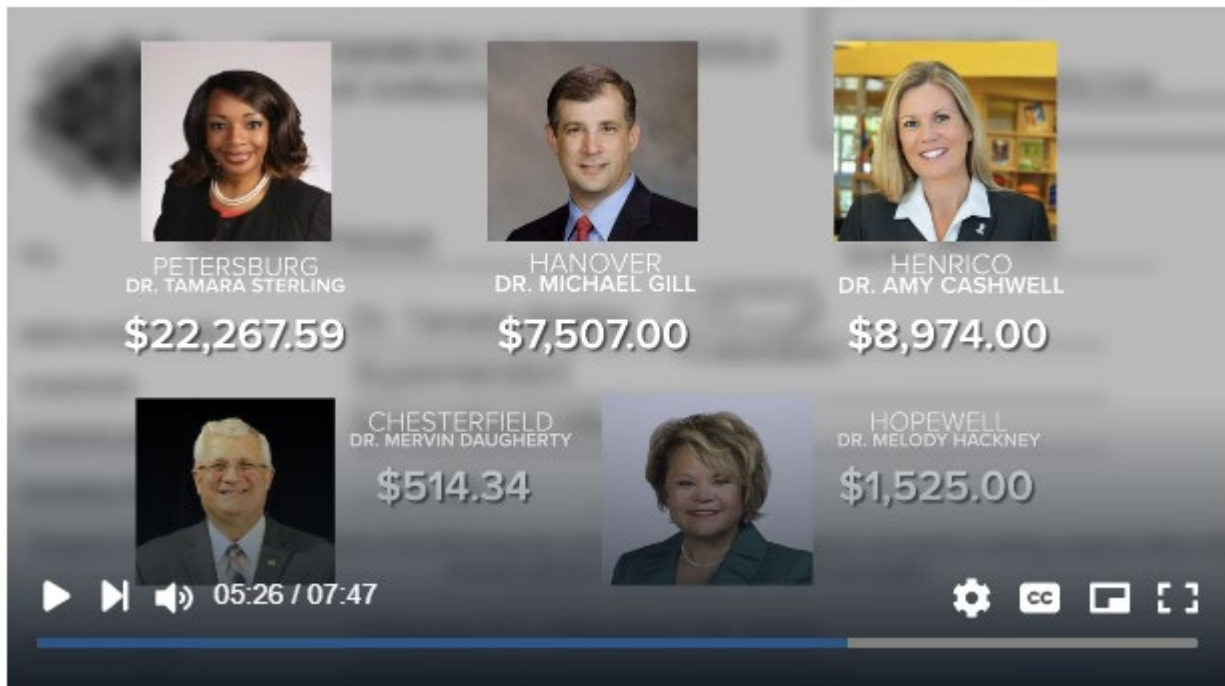 PETERSBURG
DR. TAMARA STERLING
$22,267.59
HANOVER
DR. MICHAEL GILL
$7,507.00
HENRICO
DR. AMY CASHWELL
$8,974.00
CHESTERFIELD
DR. MERVIN DAUGHERTY
$514.34
HOPEWELL
DR. MELODY HACKNEY
$1,525.00
05:26 / 07:47
CC